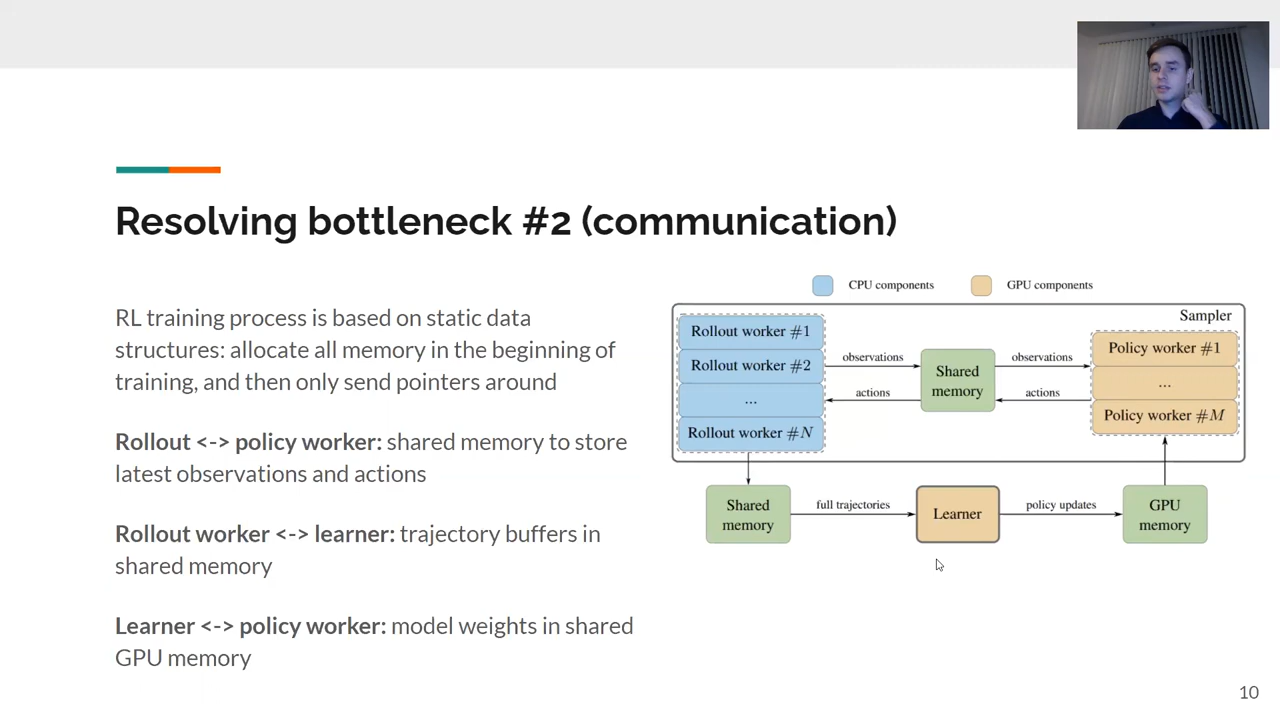 Resolving bottleneck #2 (communication)
RL training process is based on static data
structures: allocate all memory in the beginning of
training, and then only send pointers around
Rollout <-> policy worker: shared memory to store
latest observations and actions
Rollout worker <-> learner: trajectory buffers in
shared memory
Learner <-> policy worker: model weights in shared
GPU memory
CPU components
GPU components
Sampler
Rollout worker #1
Rollout worker #2
...
Rollout worker #N
observations
actions
Shared
memory
observations
actions
Policy worker #1
...
Policy worker #M
Shared
memory
full trajectories
Learner
policy updates
GPU
memory
10